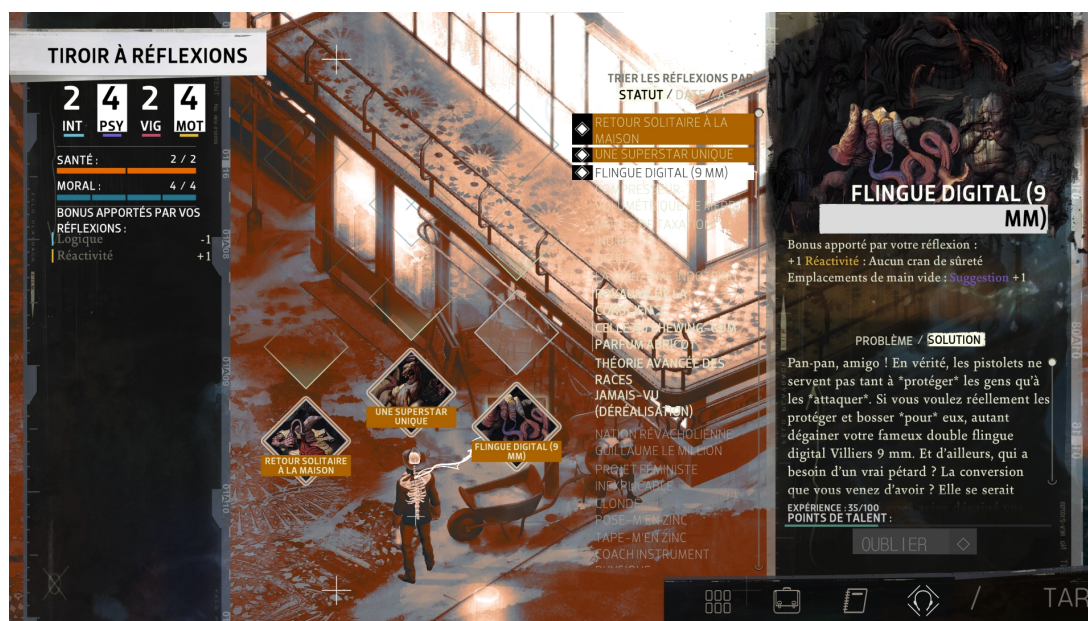 TIROIR À RÉFLEXIONS
2 4 2 4
INT PSY VIG MOT
SANTÉ : 2 / 2
MORAL : 4 / 4
BONUS APPORTÉS PAR VOS
RÉFLEXIONS :
Logique -1
Réactivité +1
RETOUR SOLITAIRE
À LA MAISON
UNE SUPERSTAR
UNIQUE
FLINGUE DIGITAL (9
MM)
TRIER LES RÉFLEXIONS PAR
STATUT / DATE / A-Z
RETOUR SOLITAIRE À LA
MAISON
UNE SUPERSTAR UNIQUE
FLINGUE DIGITAL (9 MM)
CELLE DU CHEWING-GUM
PARFUM ABRICOT
THÉORIE AVANCÉE DES
RACES
JAMAIS-VU
(DÉRÉALISATION)
NATION REVACHOLIENNE
GUILLAUME LE MILLION
PROJET FÉMINISTE
INEXPLICABLE
BLONDE
POSE-M'EN ZINC
TAPE-M'EN ZINC
COACH INSTRUMENT
PHYSIQUE
FLINGUE DIGITAL (9
MM)
Bonus apporté par votre réflexion :
+1 Réactivité : Aucun cran de sûreté
Emplacements de main vide : Suggestion +1
PROBLÈME / SOLUTION
Pan-pan, amigo ! En vérité, les pistolets ne
servent pas tant à *protéger* les gens qu'à
les *attaquer*. Si vous voulez réellement les
protéger et bosser *pour* eux, autant
dégainer votre fameux double flingue
digital Villiers 9 mm. Et d'ailleurs, qui a
besoin d'un vrai pétard ? La conversion
que vous venez d'avoir ? Elle se serait
EXPÉRIENCE : 35/100
POINTS DE TALENT :
OUBLIER
/ TAR